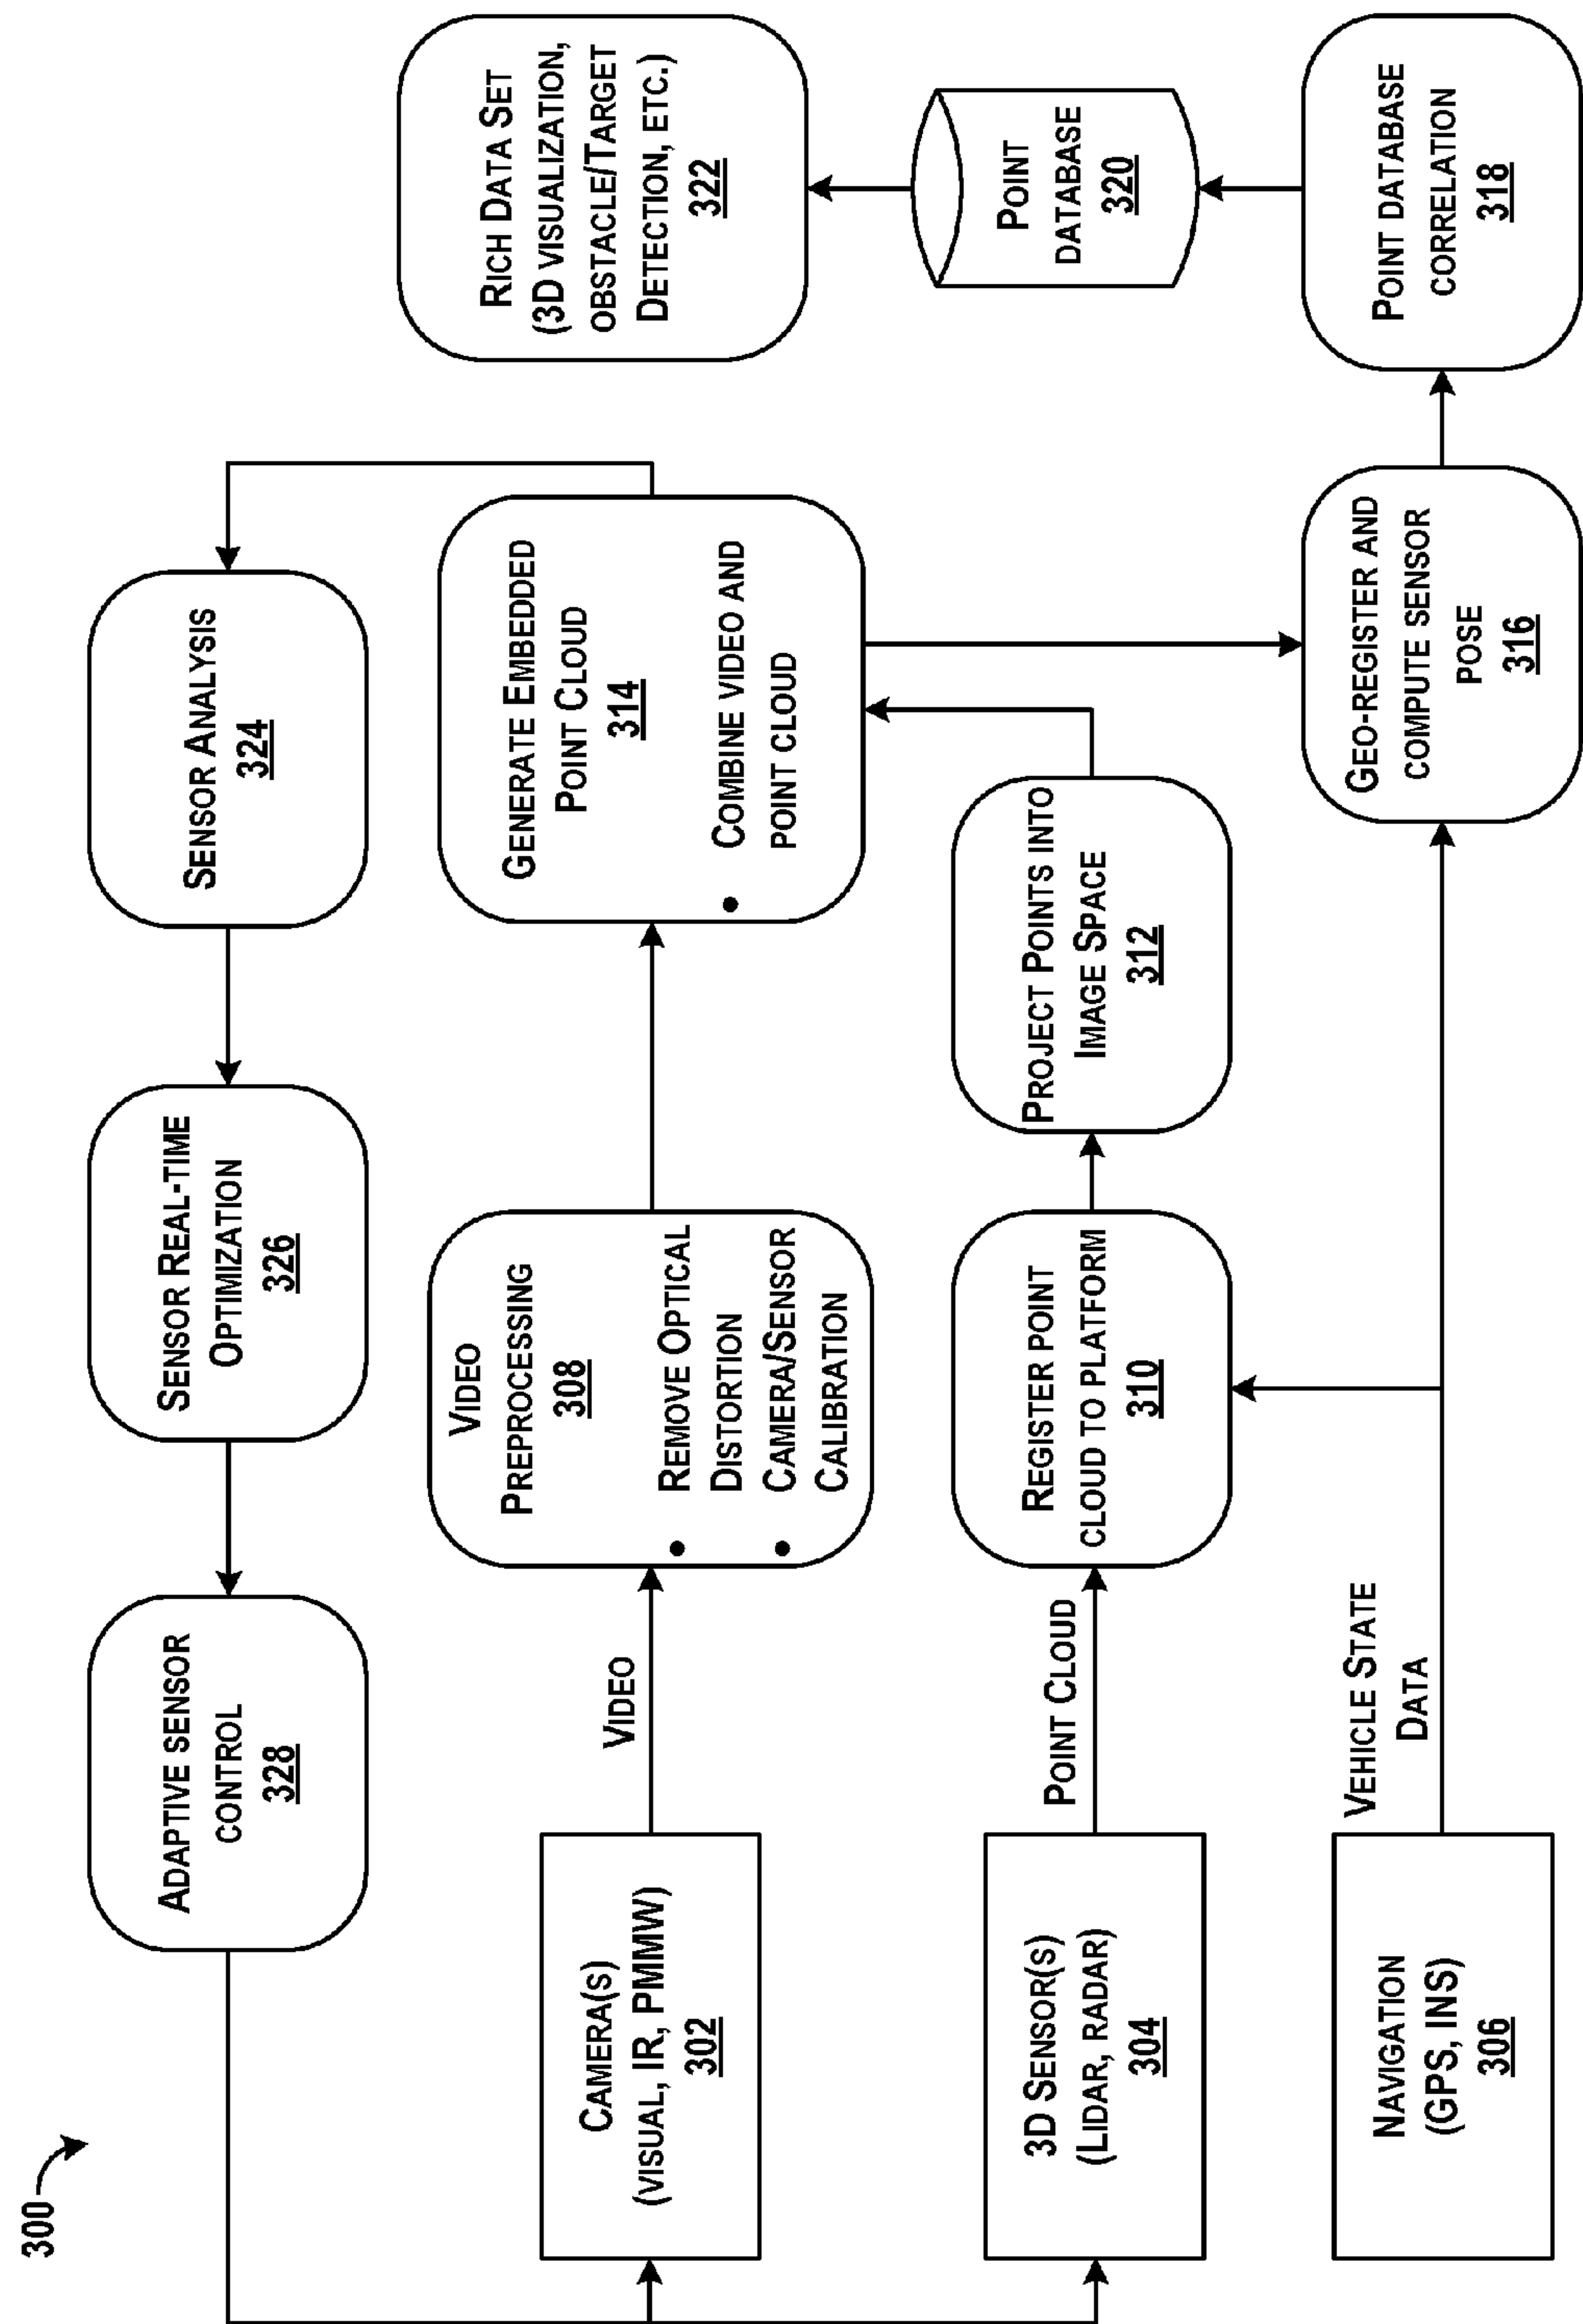 300
ADAPTIVE SENSOR
CONTROL
328
SENSOR REAL-TIME
OPTIMIZATION
326
SENSOR ANALYSIS
324
CAMERA(S)
(VISUAL, IR, PMMW)
302
VIDEO
VIDEO
PREPROCESSING
308
• REMOVE OPTICAL
DISTORTION
• CAMERA/SENSOR
CALIBRATION
GENERATE EMBEDDED
POINT CLOUD
314
• COMBINE VIDEO AND
POINT CLOUD
RICH DATA SET
(3D VISUALIZATION,
OBSTACLE/TARGET
DETECTION, ETC.)
322
3D SENSOR(S)
(LIDAR, RADAR)
304
POINT CLOUD
REGISTER POINT
CLOUD TO PLATFORM
310
PROJECT POINTS INTO
IMAGE SPACE
312
POINT
DATABASE
320
NAVIGATION
(GPS, INS)
306
VEHICLE STATE
DATA
GEO-REGISTER AND
COMPUTE SENSOR
POSE
316
POINT DATABASE
CORRELATION
318